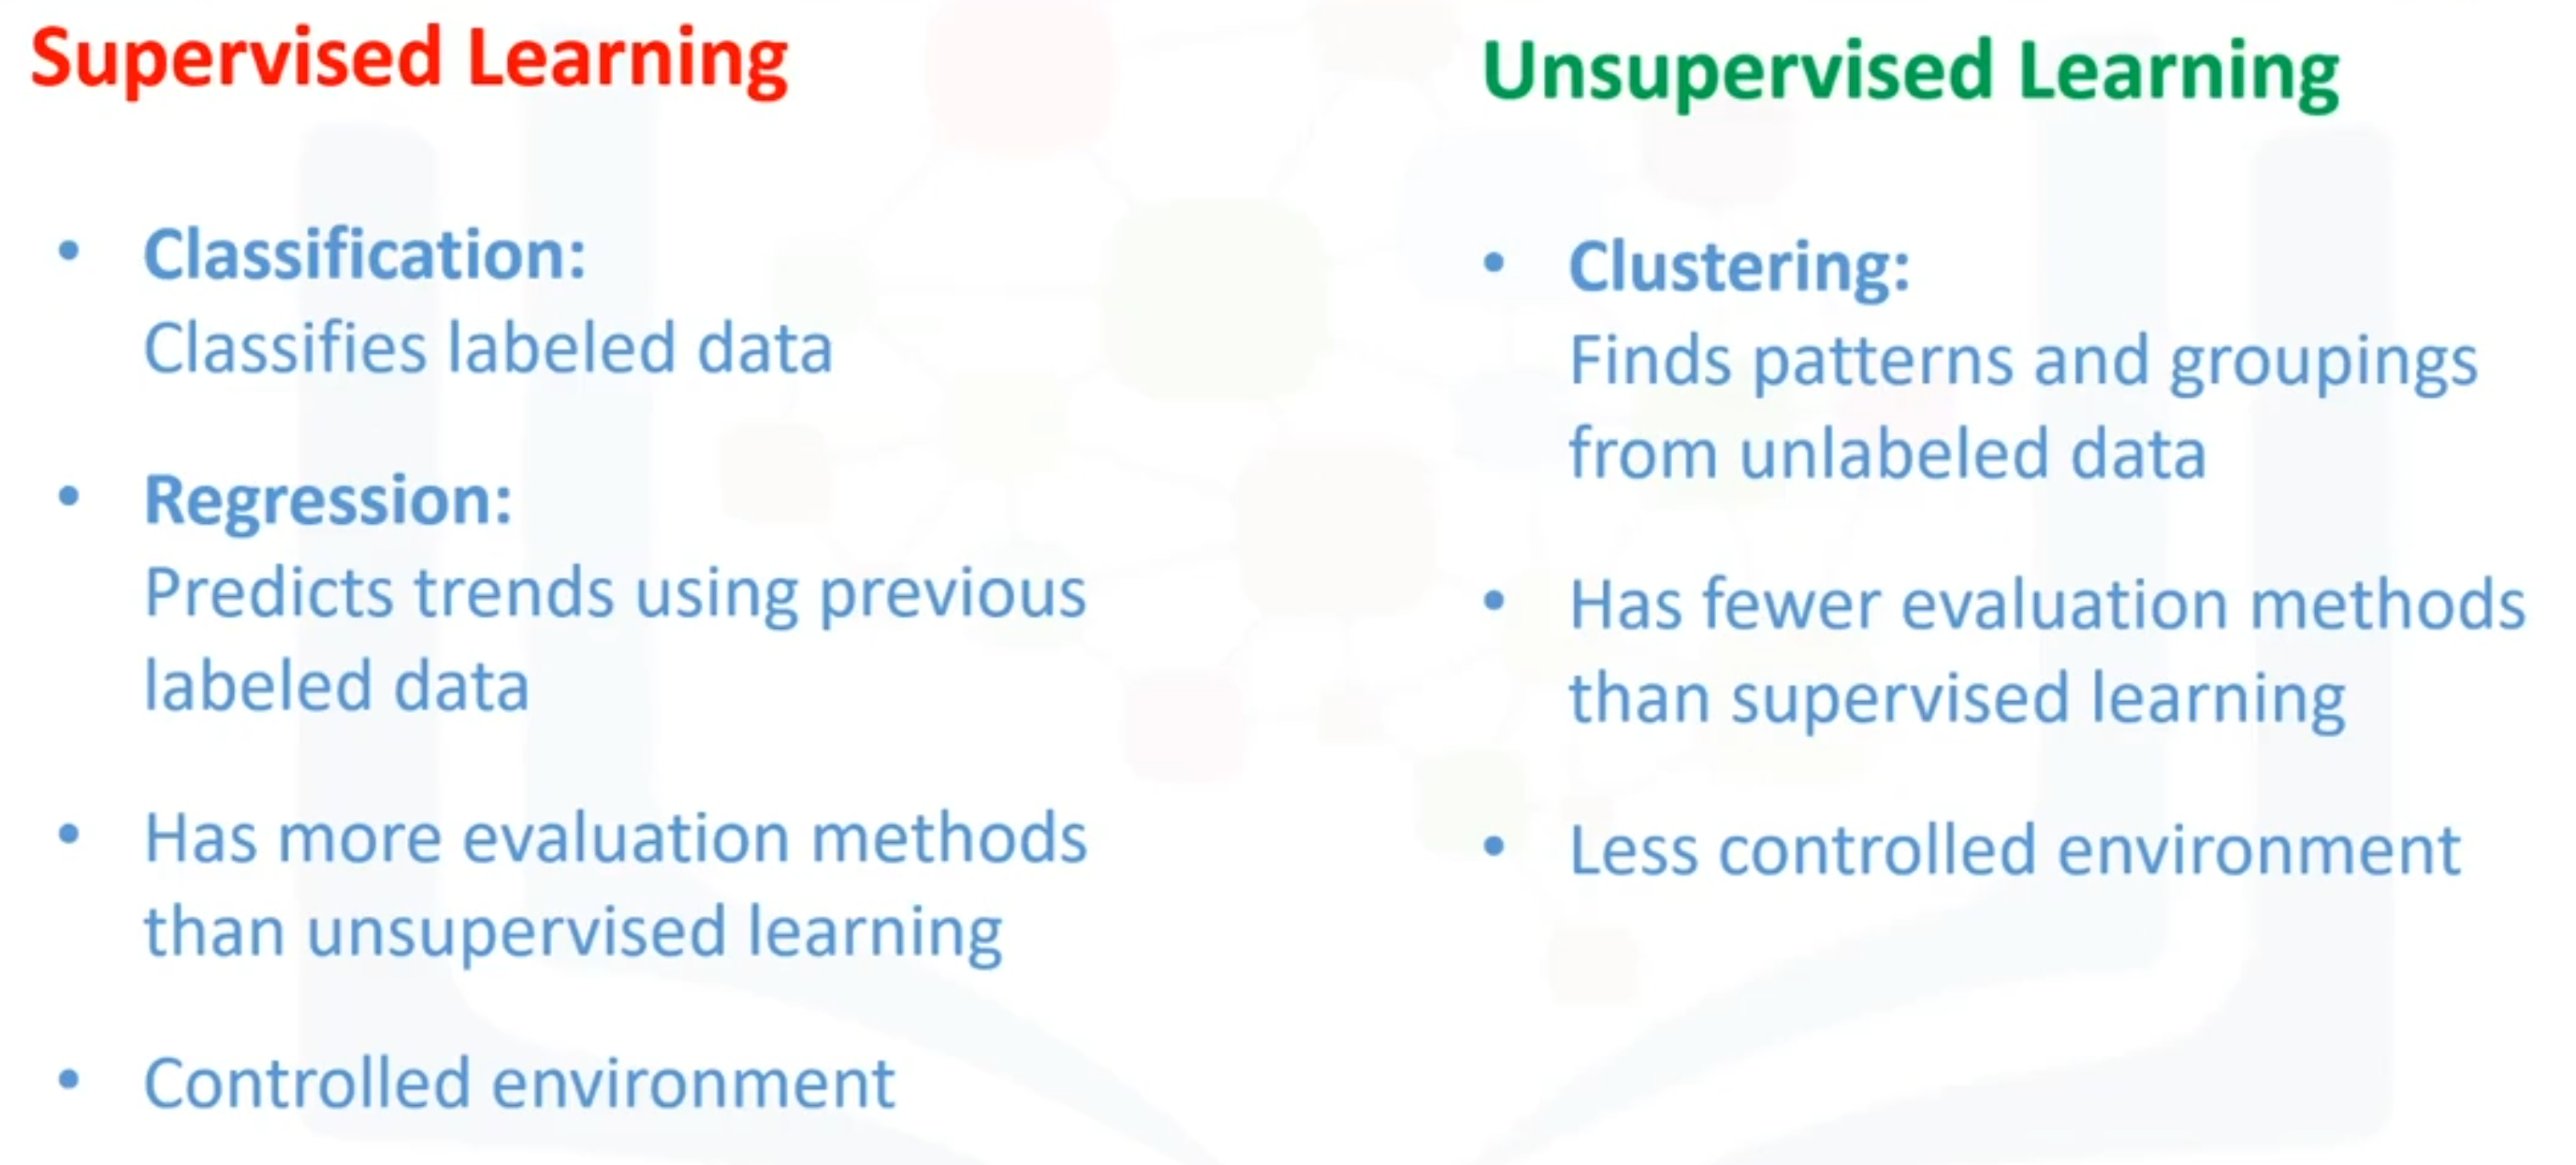 Supervised Learning
• Classification:
Classifies labeled data
• Regression:
Predicts trends using previous
labeled data
• Has more evaluation methods
than unsupervised learning
• Controlled environment
Unsupervised Learning
• Clustering:
Finds patterns and groupings
from unlabeled data
• Has fewer evaluation methods
than supervised learning
• Less controlled environment